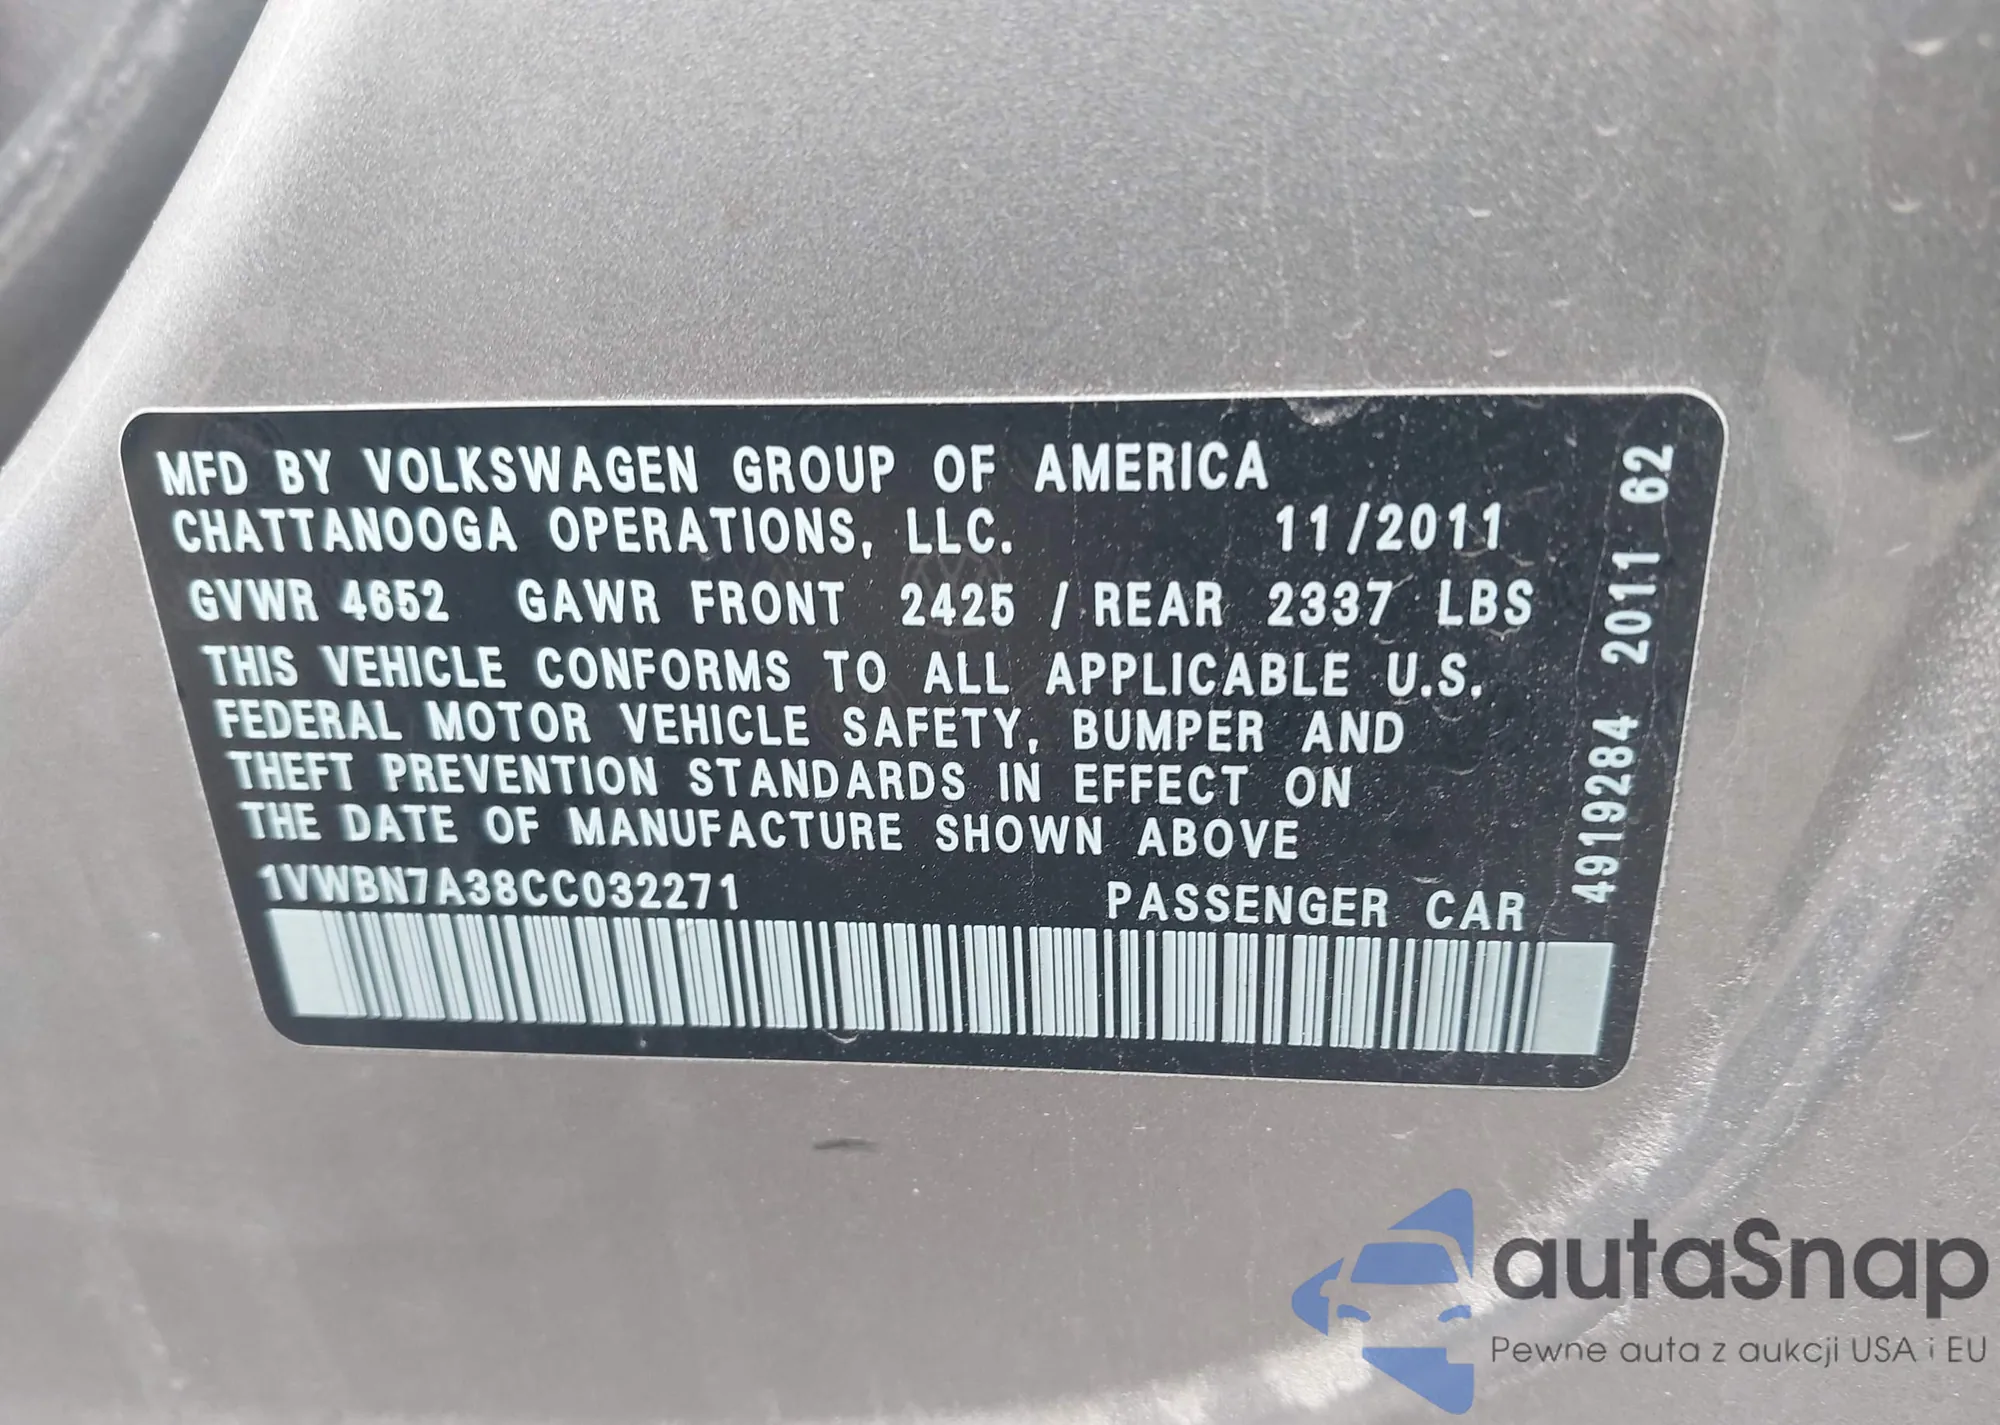 MFD BY VOLKSWAGEN GROUP OF AMERICA
CHATTANOOGA OPERATIONS, LLC. 11/2011
GVWR 4652 GAWR FRONT 2425 / REAR 2337 LBS
THIS VEHICLE CONFORMS TO ALL APPLICABLE U.S.
FEDERAL MOTOR VEHICLE SAFETY, BUMPER AND
THEFT PREVENTION STANDARDS IN EFFECT ON
THE DATE OF MANUFACTURE SHOWN ABOVE
1VWBN7A38CC032271 PASSENGER CAR
4919284 2011 62
autaSnap
Pewne auta z aukcji USA i EU